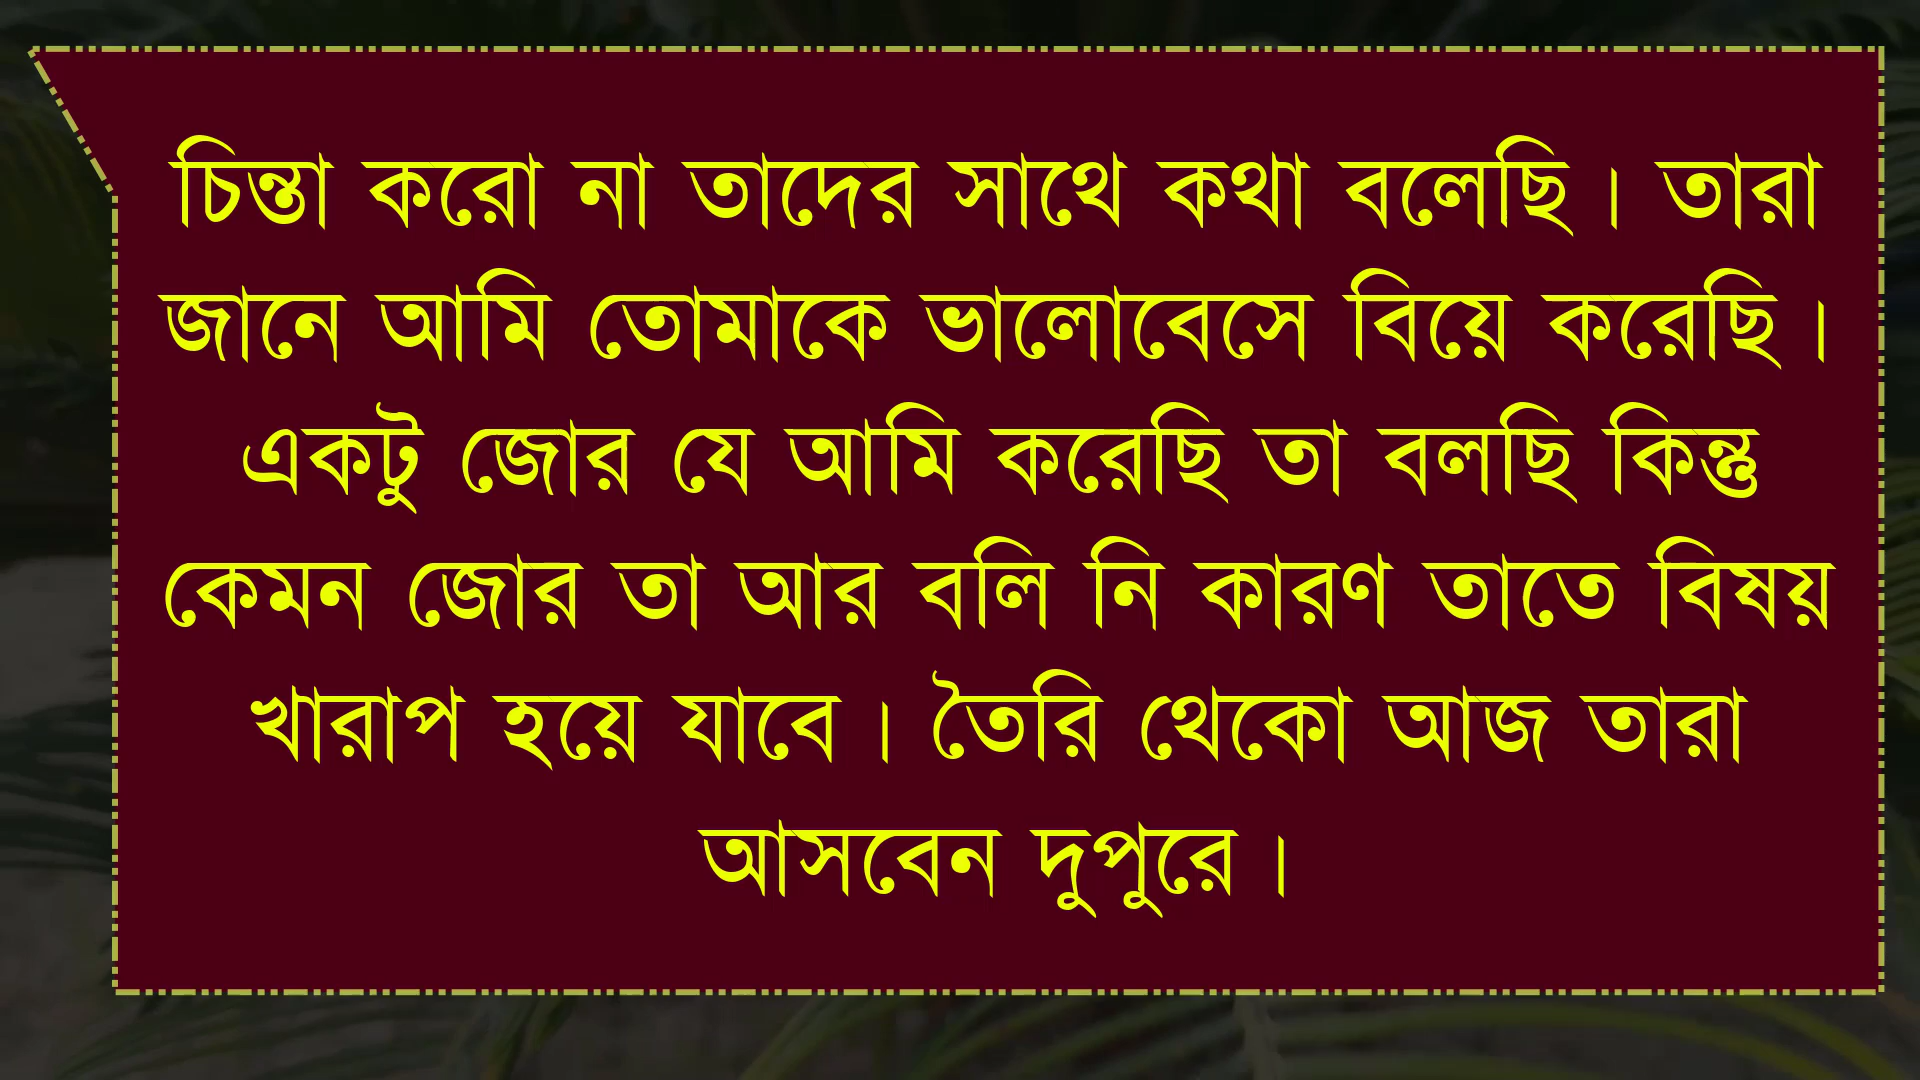 চিন্তা করো না তাদের সাথে কথা বলেছি। তারা
জানে আমি তোমাকে ভালোবেসে বিয়ে করেছি।
একটু জোর যে আমি করেছি তা বলছি কিন্তু
কেমন জোর তা আর বলি নি কারণ তাতে বিষয়
খারাপ হয়ে যাবে। তৈরি থেকো আজ তারা
আসবেন দুপুরে।